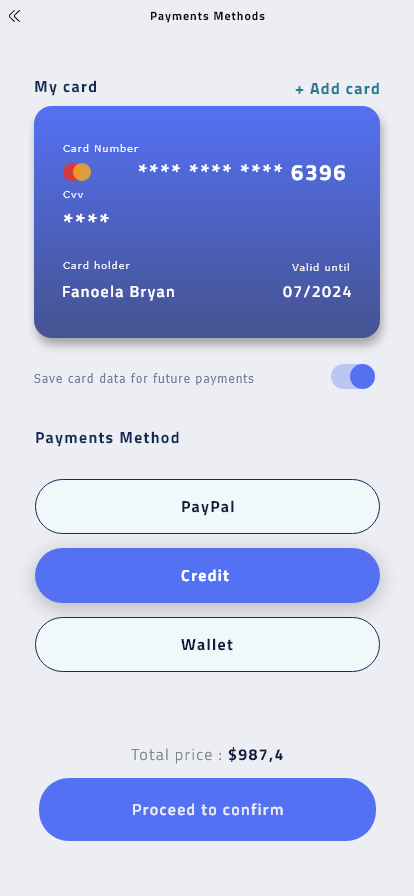 Payments Methods
My card
+ Add card
Card Number
**** **** **** 6396
Cvv
****
Card holder
Valid until
Fanoela Bryan
07/2024
Save card data for future payments
Payments Method
PayPal
Credit
Wallet
Total price : $987,4
Proceed to confirm